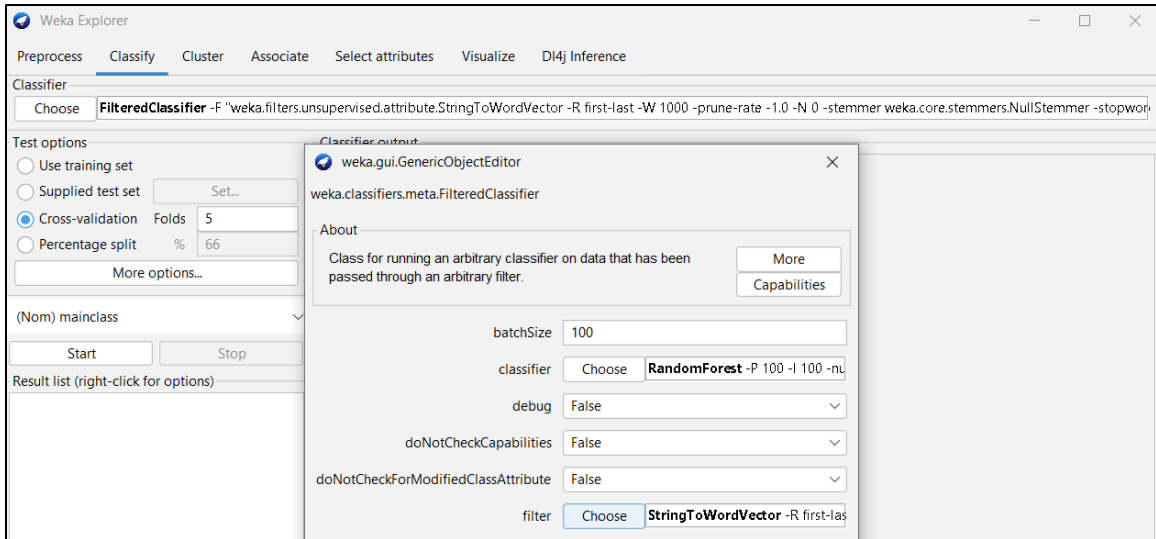 Weka Explorer
Preprocess Classify Cluster Associate Select attributes Visualize Dl4j Inference
Classifier
Choose FilteredClassifier -F "weka.filters.unsupervised.attribute.StringToWordVector -R first-last -W 1000 -prune-rate -1.0 -N 0 -stemmer weka.core.stemmers.NullStemmer -stopwor
Test options
Classifier output
Use training set
Supplied test set Set...
Cross-validation Folds 5
Percentage split % 66
More options...
(Nom) mainclass
Start Stop
Result list (right-click for options)
weka.gui.GenericObjectEditor
weka.classifiers.meta.FilteredClassifier
About
Class for running an arbitrary classifier on data that has been
passed through an arbitrary filter.
More
Capabilities
batchSize 100
classifier Choose RandomForest -P 100 -I 100 -nu
debug False
doNotCheckCapabilities False
doNotCheckForModifiedClassAttribute False
filter Choose StringToWordVector -R first-las